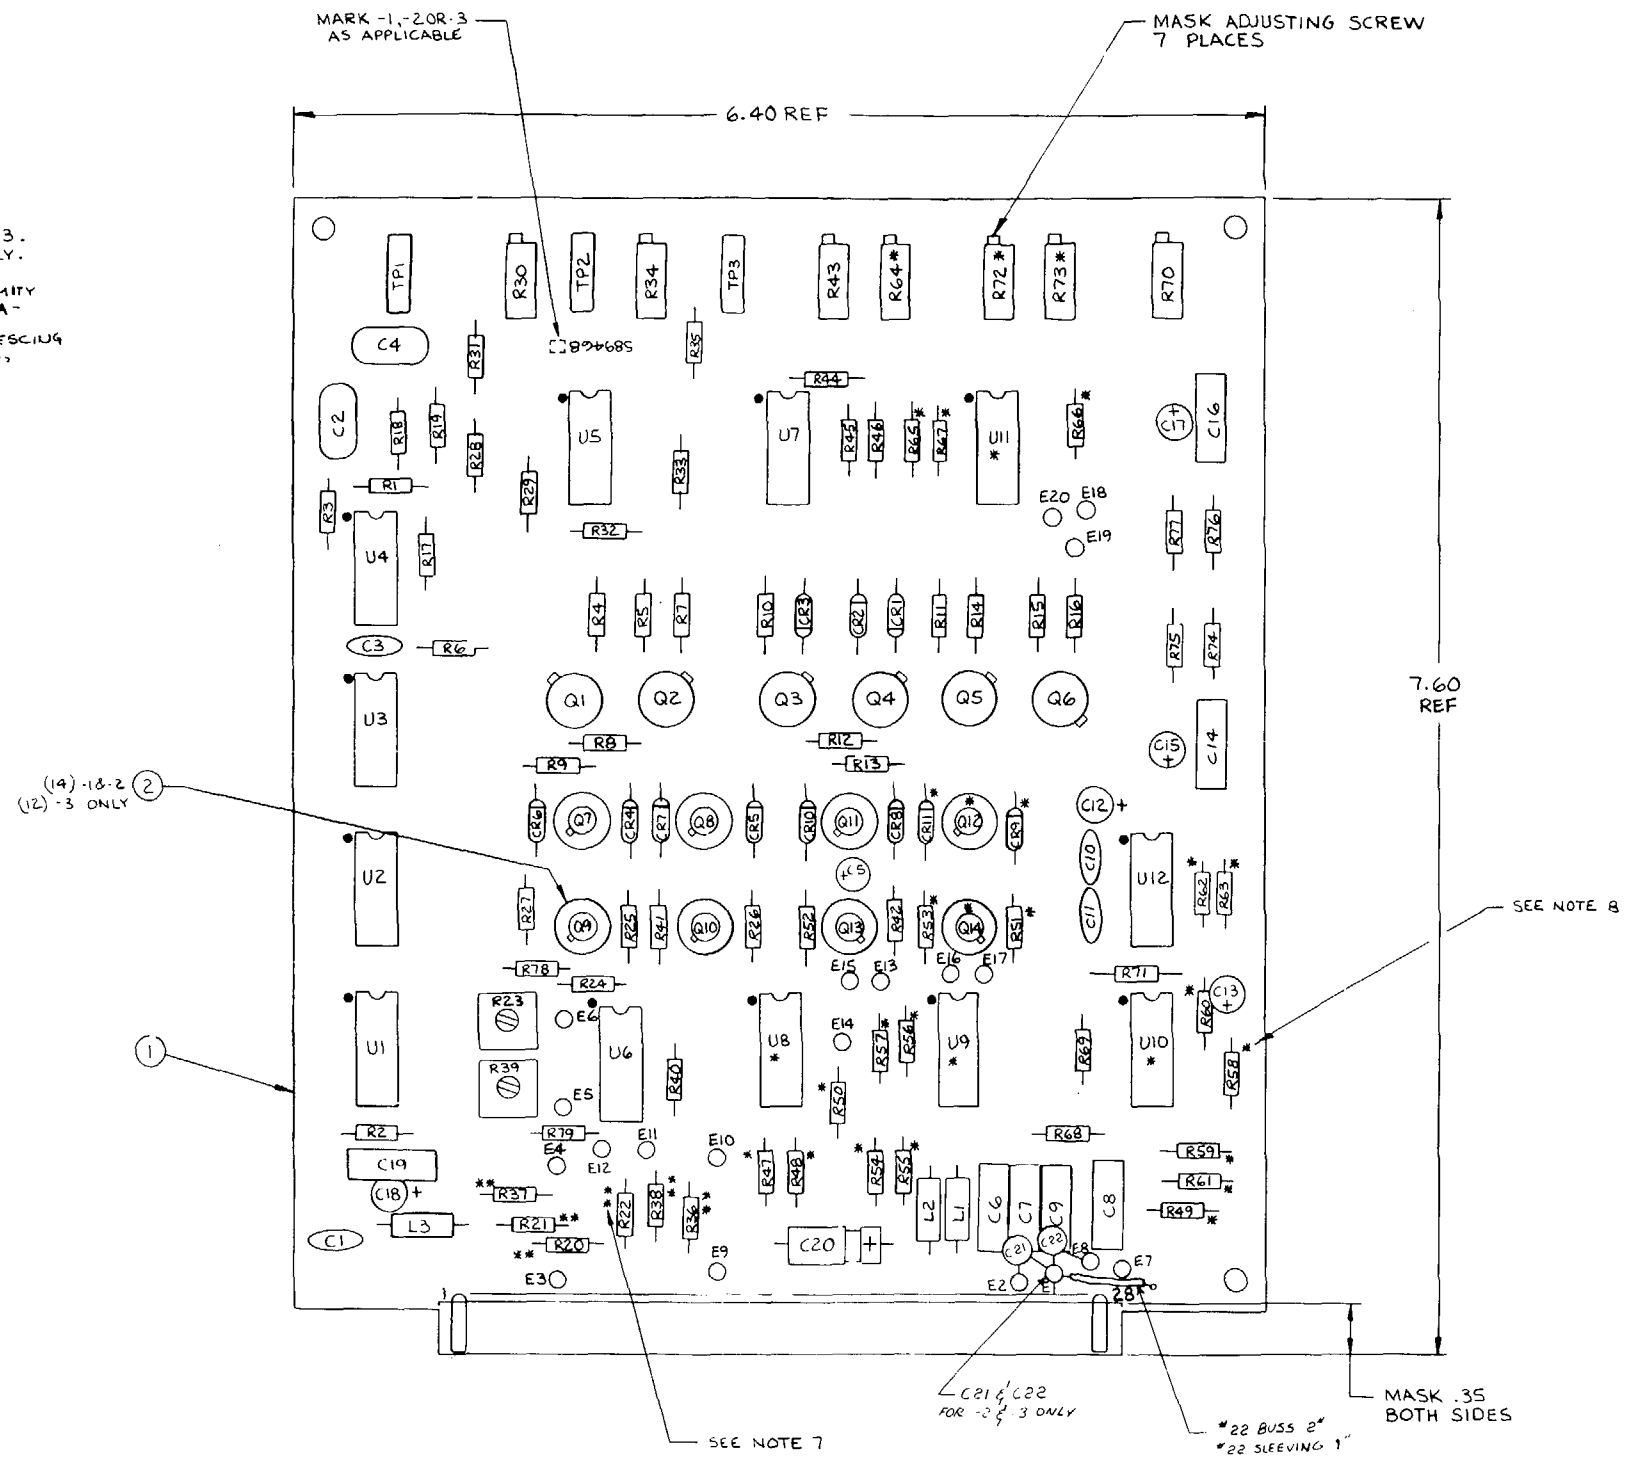 MARK -1,-2OR-3
AS APPLICABLE
MASK ADJUSTING SCREW
7 PLACES
6.40 REF
3.
LY.
MITY
A-
ESCING
TP1
R30
TP2
R34
TP3
R43
R64*
R72*
R73*
R70
C4
R31
589468
R35
R44
C2
R18
R19
R28
U5
R33
U7
R45
R46
R65*
R67*
U11
*
R66*
C17+
C16
R29
R1
R3
U4
R17
R32
E20
E18
E19
R77
R76
C3
R6
R4
R5
R7
R10
CR3
CR2
CR1
R11
R14
R15
R16
R75
R74
7.60
REF
U3
Q1
Q2
Q3
Q4
Q5
Q6
R8
R9
R12
R13
C15
+
C14
(14) -1&-2
(12) -3 ONLY
2
CR6
Q7
CR4
CR7
Q8
CR5
CR10
Q11
CR8
CR11*
Q12*
CR9*
C12+
C10
C11
+C5
U2
U12
R62*
R63*
SEE NOTE 8
R27
Q9
R25
R41
Q10
R26
R52
Q13
R42
R53*
Q14*
R51*
E15
E13
E16
E17
R71
R78
R24
R23
E6
U1
U6
R39
E5
R40
U8
*
E14
R57*
R56*
U9
*
R50*
R69
U10
*
R60*
C13
+
R58*
1
R2
C19
C18+
L3
C1
R79
E4
E12
E11
E10
R37**
R21**
R20**
E3
**
R22
R38**
R36**
E9
R47*
R48*
R54*
R55*
C20
+
L2
L1
R68
C6
C7
C9
C8
C21
C22
E8
E7
E2
E1
28
R59*
R61*
R49*
1
C21 & C22
FOR -2 & -3 ONLY
MASK .35
BOTH SIDES
SEE NOTE 7
#22 BUSS 2"
#22 SLEEVING 1"